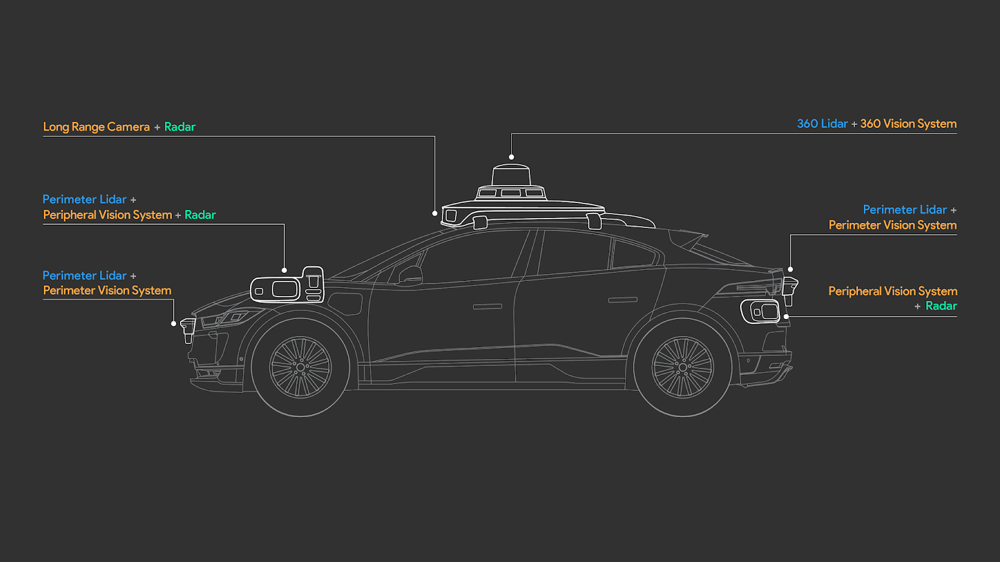 Long Range Camera + Radar
360 Lidar + 360 Vision System
Perimeter Lidar +
Peripheral Vision System + Radar
Perimeter Lidar +
Perimeter Vision System
Perimeter Lidar +
Perimeter Vision System
Peripheral Vision System
+ Radar